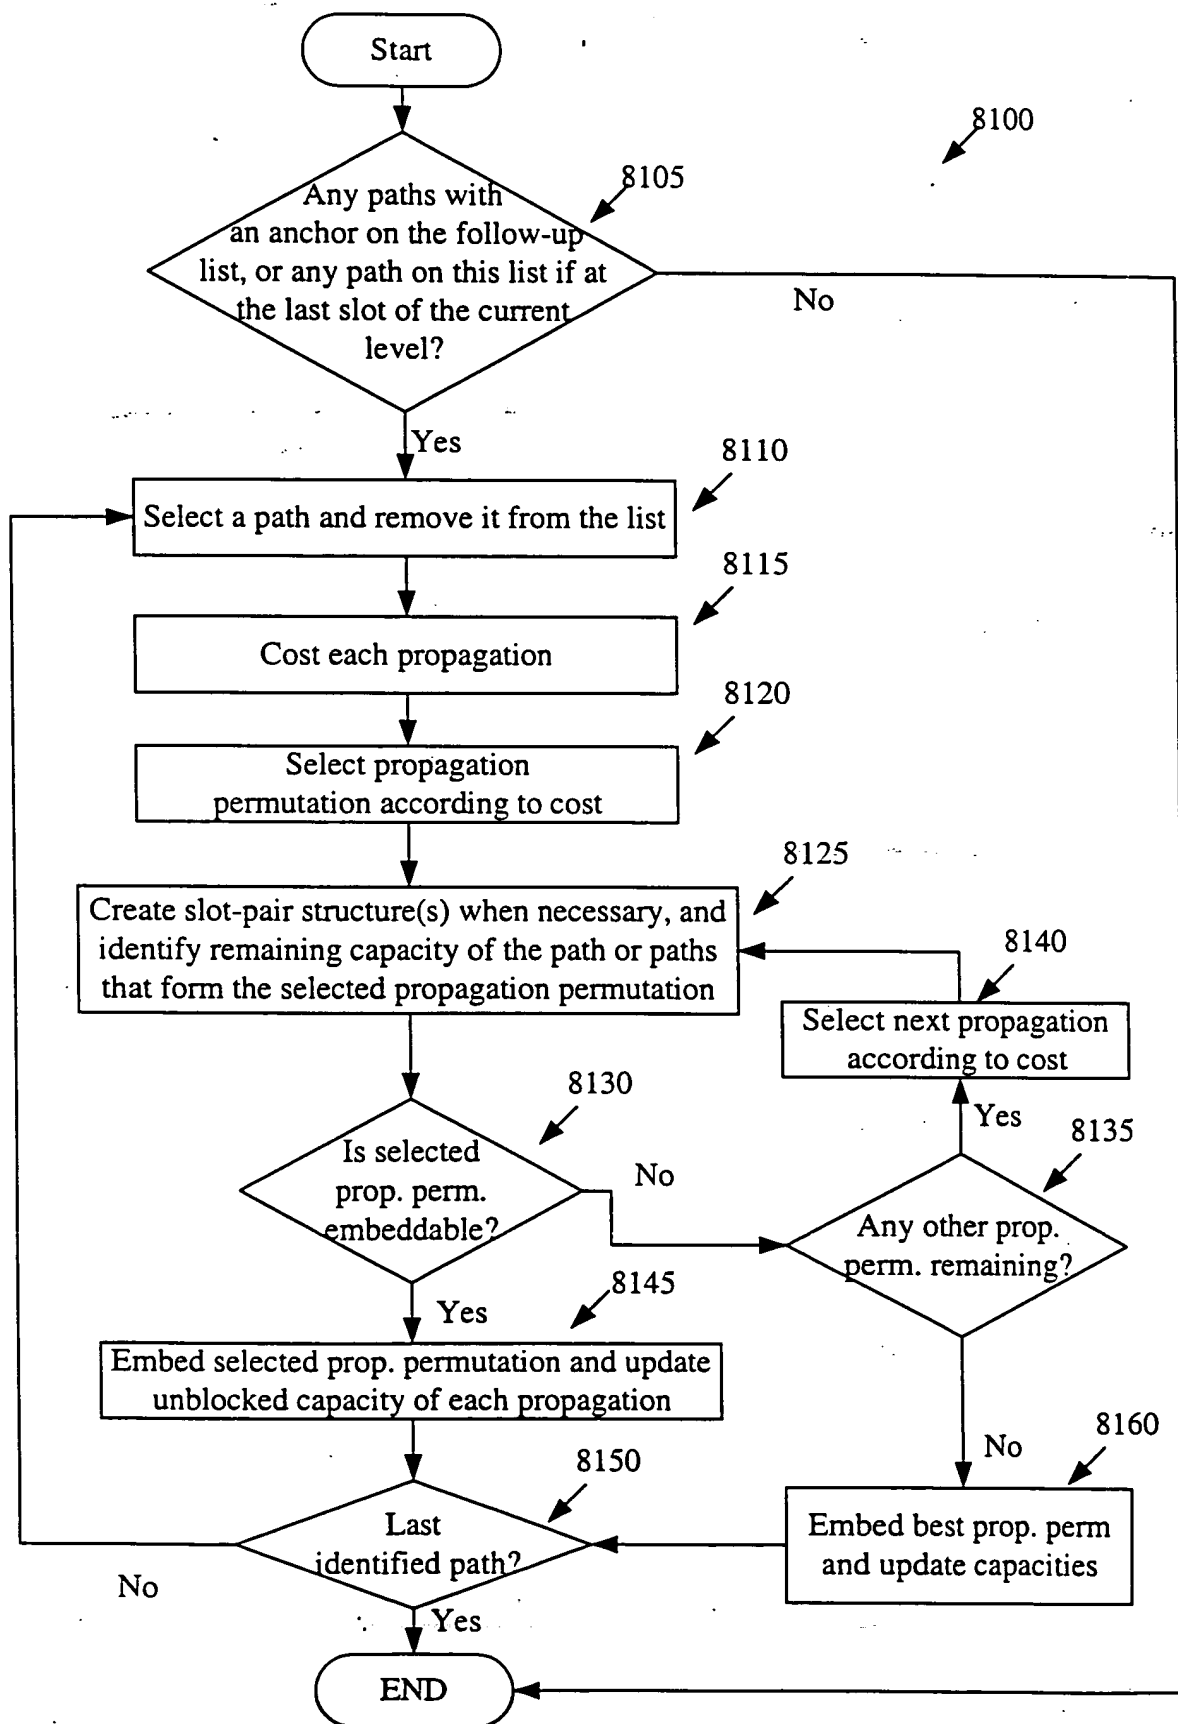 Start
8100
8105
Any paths with
an anchor on the follow-up
list, or any path on this list if at
the last slot of the current
level?
No
Yes
8110
Select a path and remove it from the list
8115
Cost each propagation
8120
Select propagation
permutation according to cost
8125
Create slot-pair structure(s) when necessary, and
identify remaining capacity of the path or paths
that form the selected propagation permutation
8140
Select next propagation
according to cost
8130
Is selected
prop. perm.
embeddable?
No
Yes
8135
Any other prop.
perm. remaining?
Yes
8145
Embed selected prop. permutation and update
unblocked capacity of each propagation
No
8160
Embed best prop. perm
and update capacities
8150
Last
identified path?
No
Yes
END